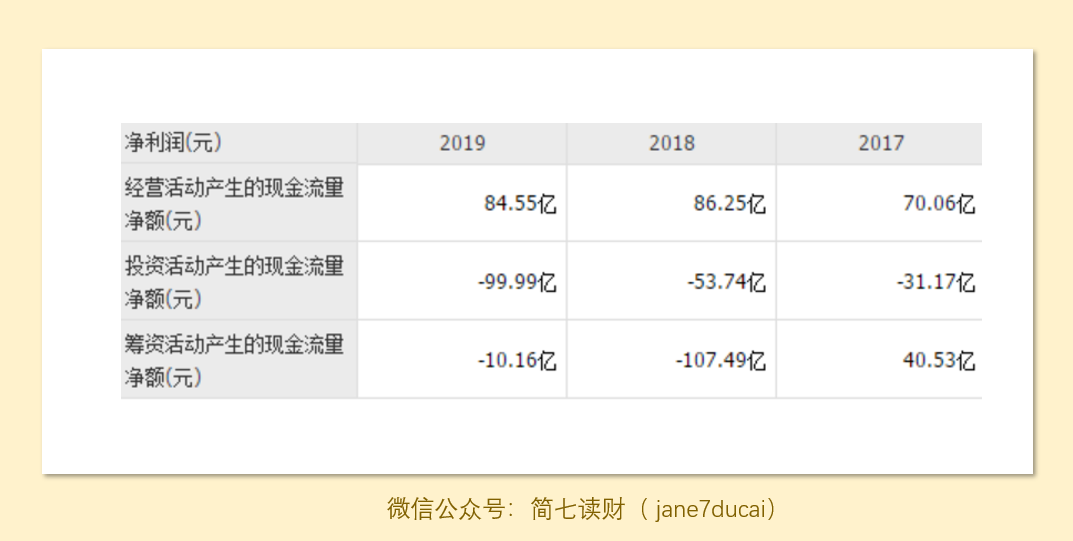 净利润(元) 2019 2018 2017
经营活动产生的现金流量
净额(元) 84.55亿 86.25亿 70.06亿
投资活动产生的现金流量
净额(元) -99.99亿 -53.74亿 -31.17亿
筹资活动产生的现金流量
净额(元) -10.16亿 -107.49亿 40.53亿
微信公众号：简七读财（ jane7ducai）